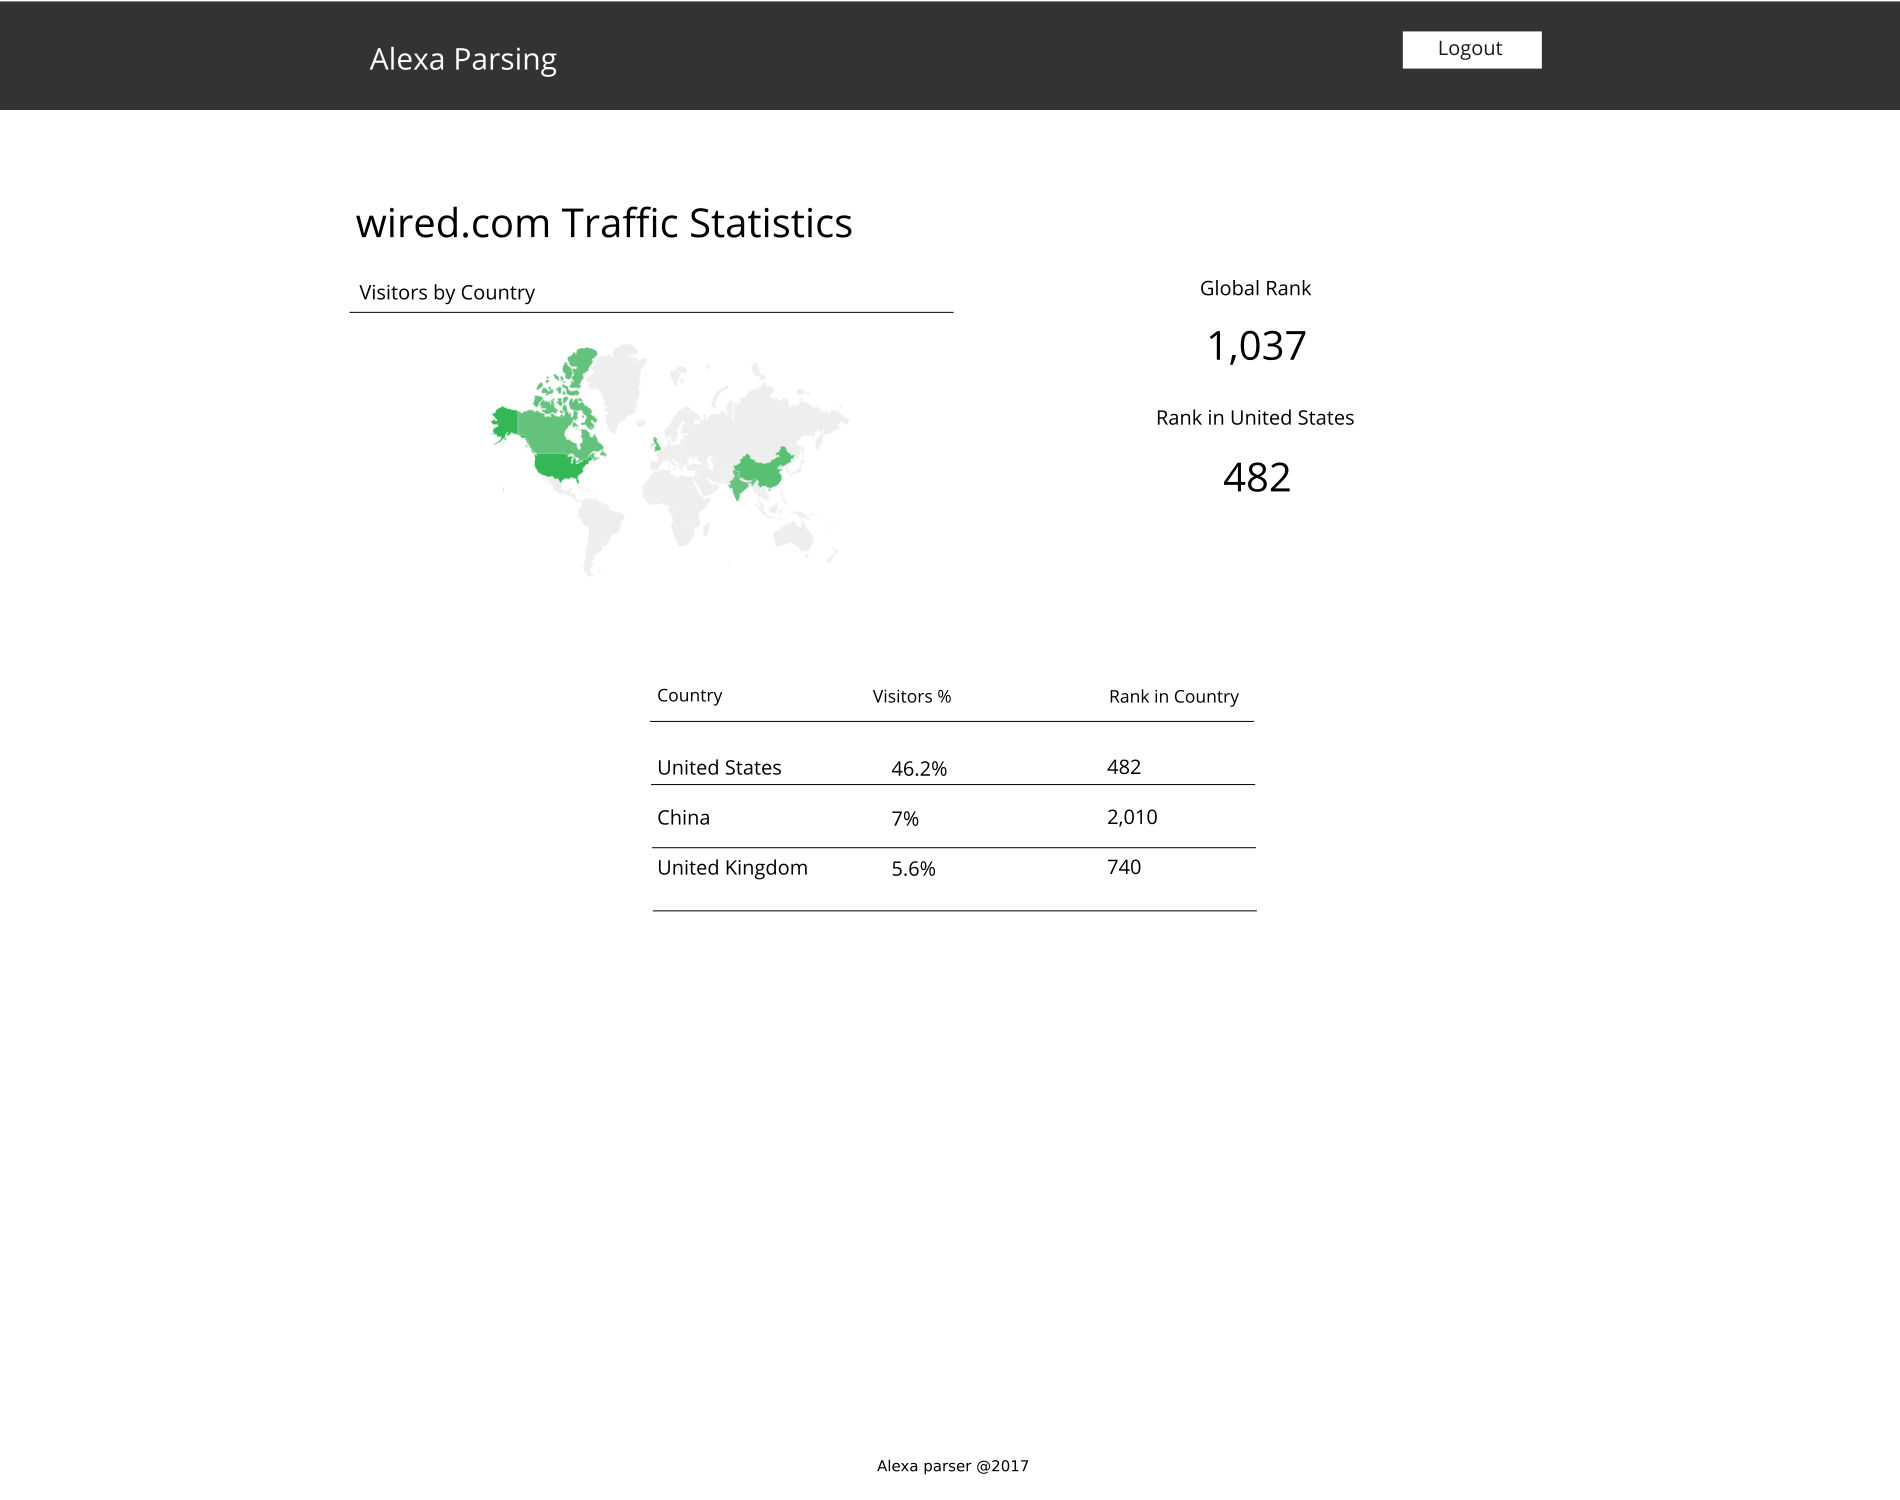 Alexa Parsing
Logout
wired.com Traffic Statistics
Visitors by Country
Global Rank
1,037
Rank in United States
482
Country Visitors % Rank in Country
United States 46.2% 482
China 7% 2,010
United Kingdom 5.6% 740
Alexa parser @2017